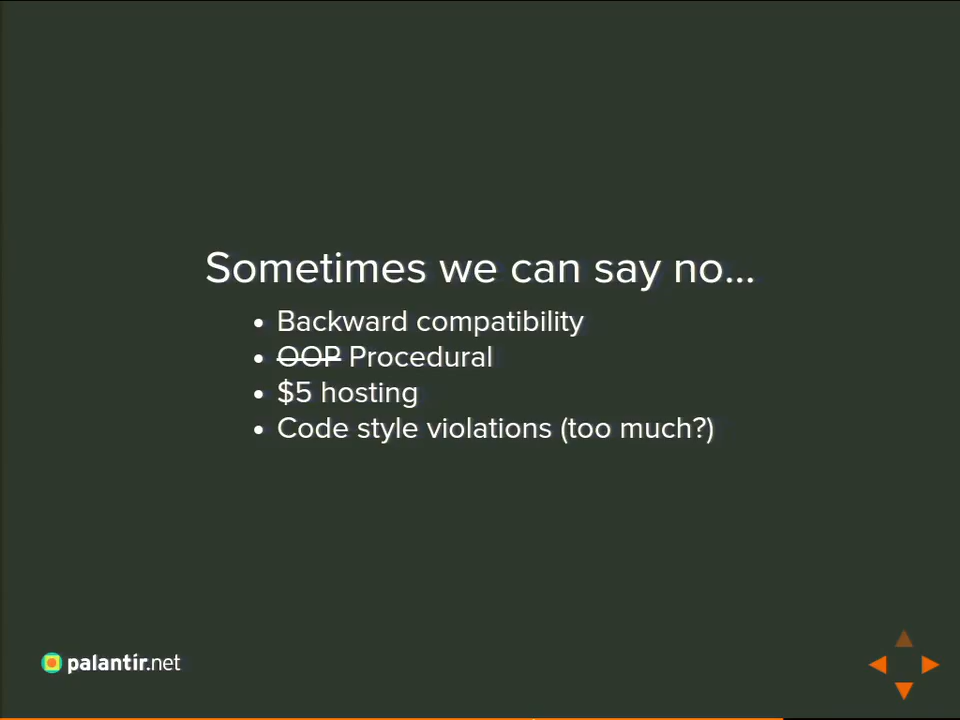 Sometimes we can say no...
• Backward compatibility
• ~~OOP~~ Procedural
• $5 hosting
• Code style violations (too much?)
palantir.net